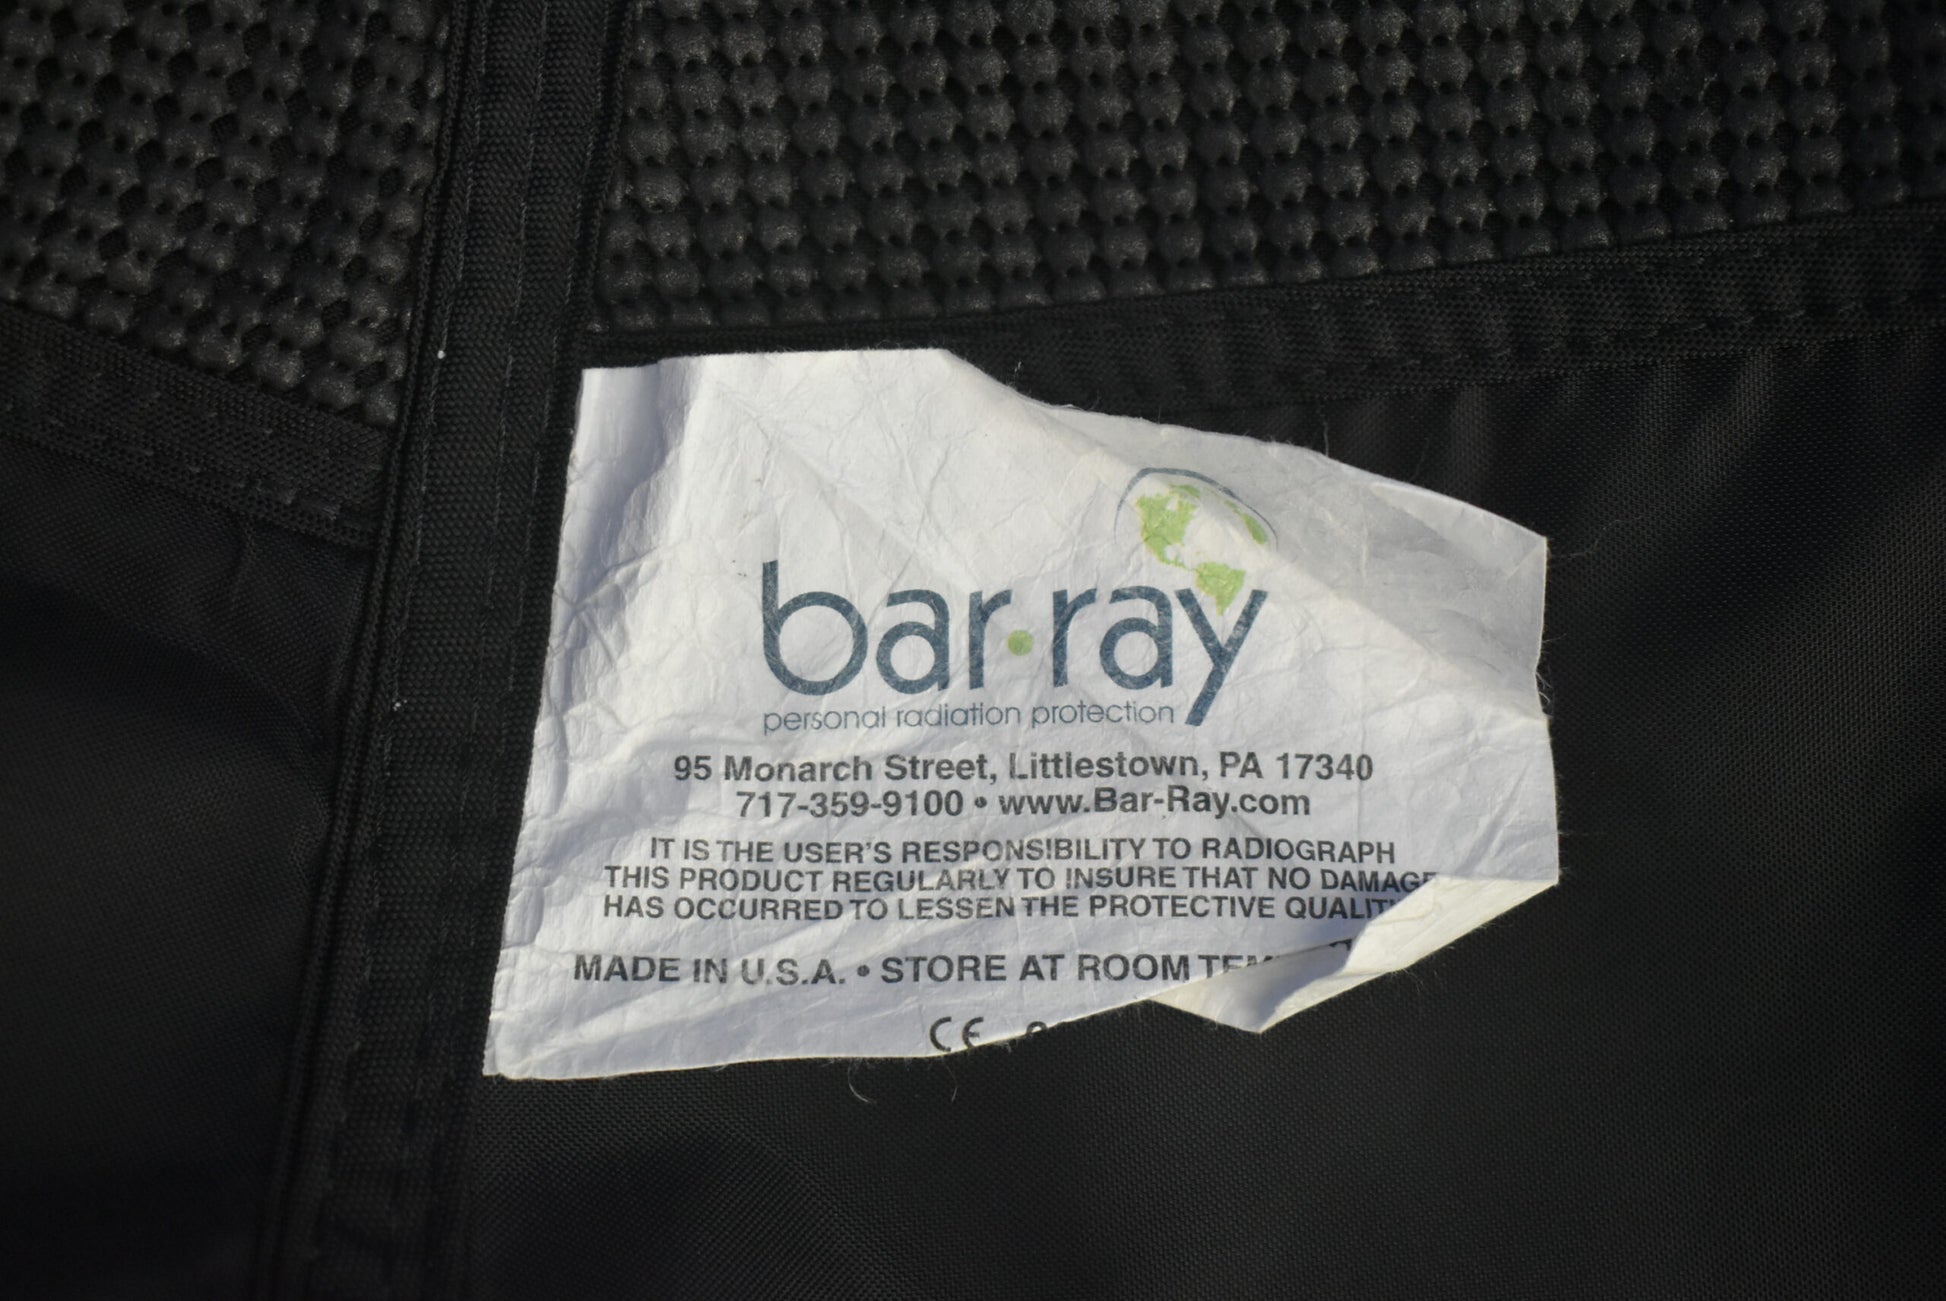 bar·ray
personal radiation protection
95 Monarch Street, Littlestown, PA 17340
717-359-9100 • www.Bar-Ray.com
IT IS THE USER'S RESPONSIBILITY TO RADIOGRAPH
THIS PRODUCT REGULARLY TO INSURE THAT NO DAMAGE
HAS OCCURRED TO LESSEN THE PROTECTIVE
MADE IN U.S.A. • STORE AT ROOM
CE